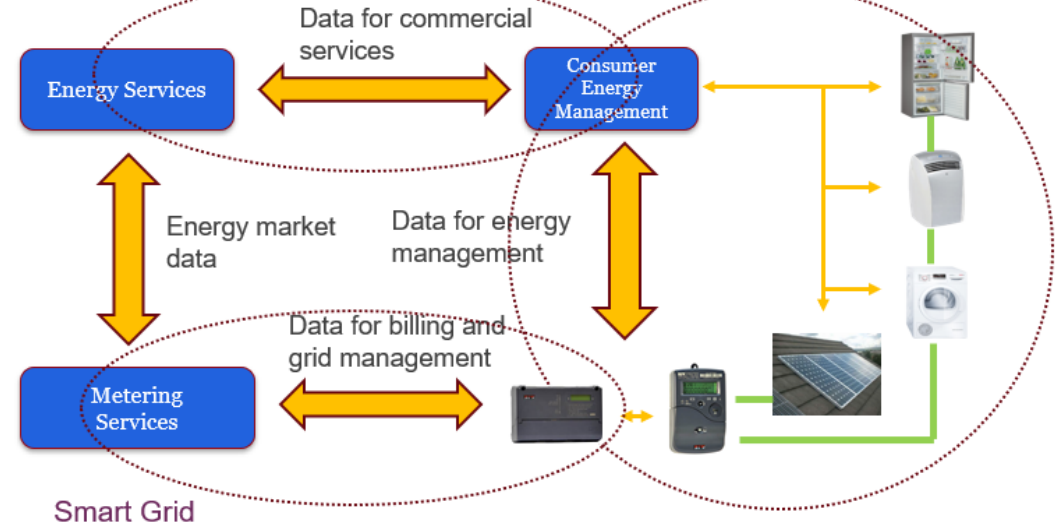 Data for commercial
services
Energy Services
Consumer
Energy
Management
Energy market
data
Data for energy
management
Data for billing and
grid management
Metering
Services
Smart Grid